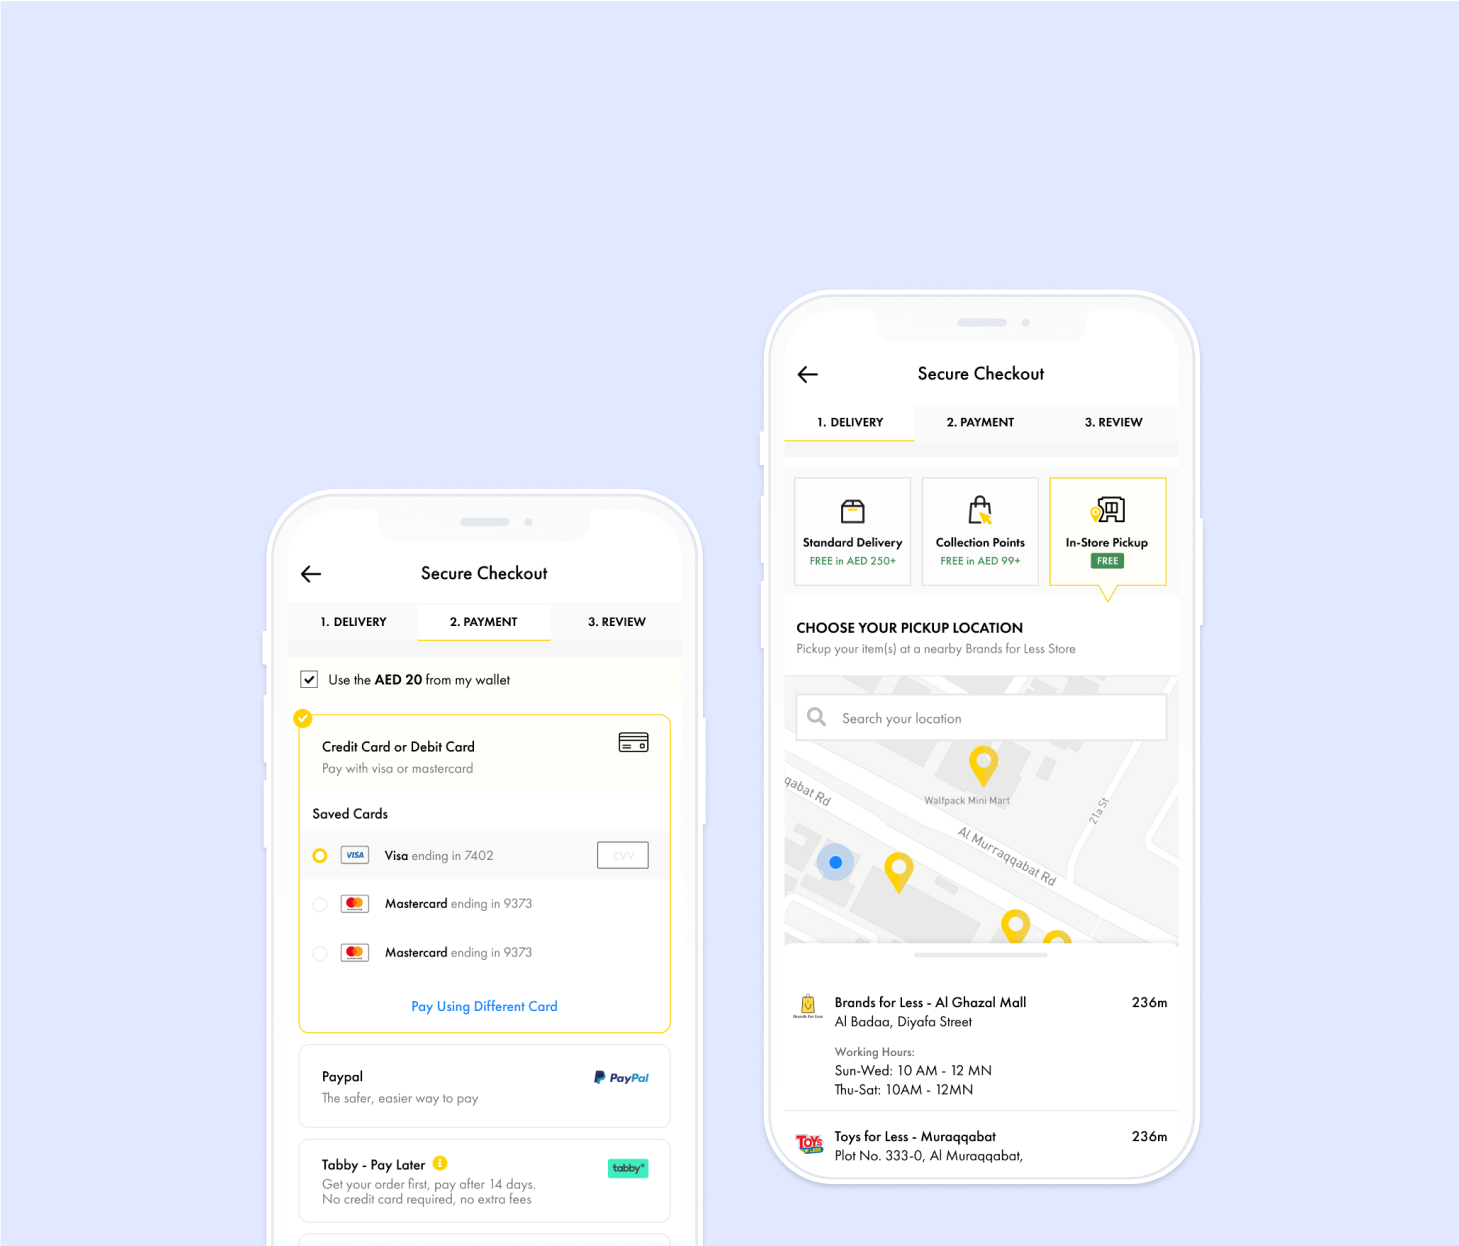 Secure Checkout
1. DELIVERY
2. PAYMENT
3. REVIEW
Use the AED 20 from my wallet
Credit Card or Debit Card
Pay with visa or mastercard
Saved Cards
VISA
Visa ending in 7402
CVV
Mastercard ending in 9373
Mastercard ending in 9373
Pay Using Different Card
Paypal
PayPal
The safer, easier way to pay
Tabby - Pay Later
tabby
Get your order first, pay after 14 days.
No credit card required, no extra fees
Secure Checkout
1. DELIVERY
2. PAYMENT
3. REVIEW
Standard Delivery
FREE in AED 250+
Collection Points
FREE in AED 99+
In-Store Pickup
FREE
CHOOSE YOUR PICKUP LOCATION
Pickup your item(s) at a nearby Brands for Less Store
Search your location
Walfpack Mini Mart
qabat Rd
21a St
Al Murraqqabat Rd
Brands for Less
Brands for Less - Al Ghazal Mall
236m
Al Badaa, Diyafa Street
Working Hours:
Sun-Wed: 10 AM - 12 MN
Thu-Sat: 10AM - 12MN
TOYS
FOR LESS
Toys for Less - Muraqqabat
236m
Plot No. 333-0, Al Muraqqabat,